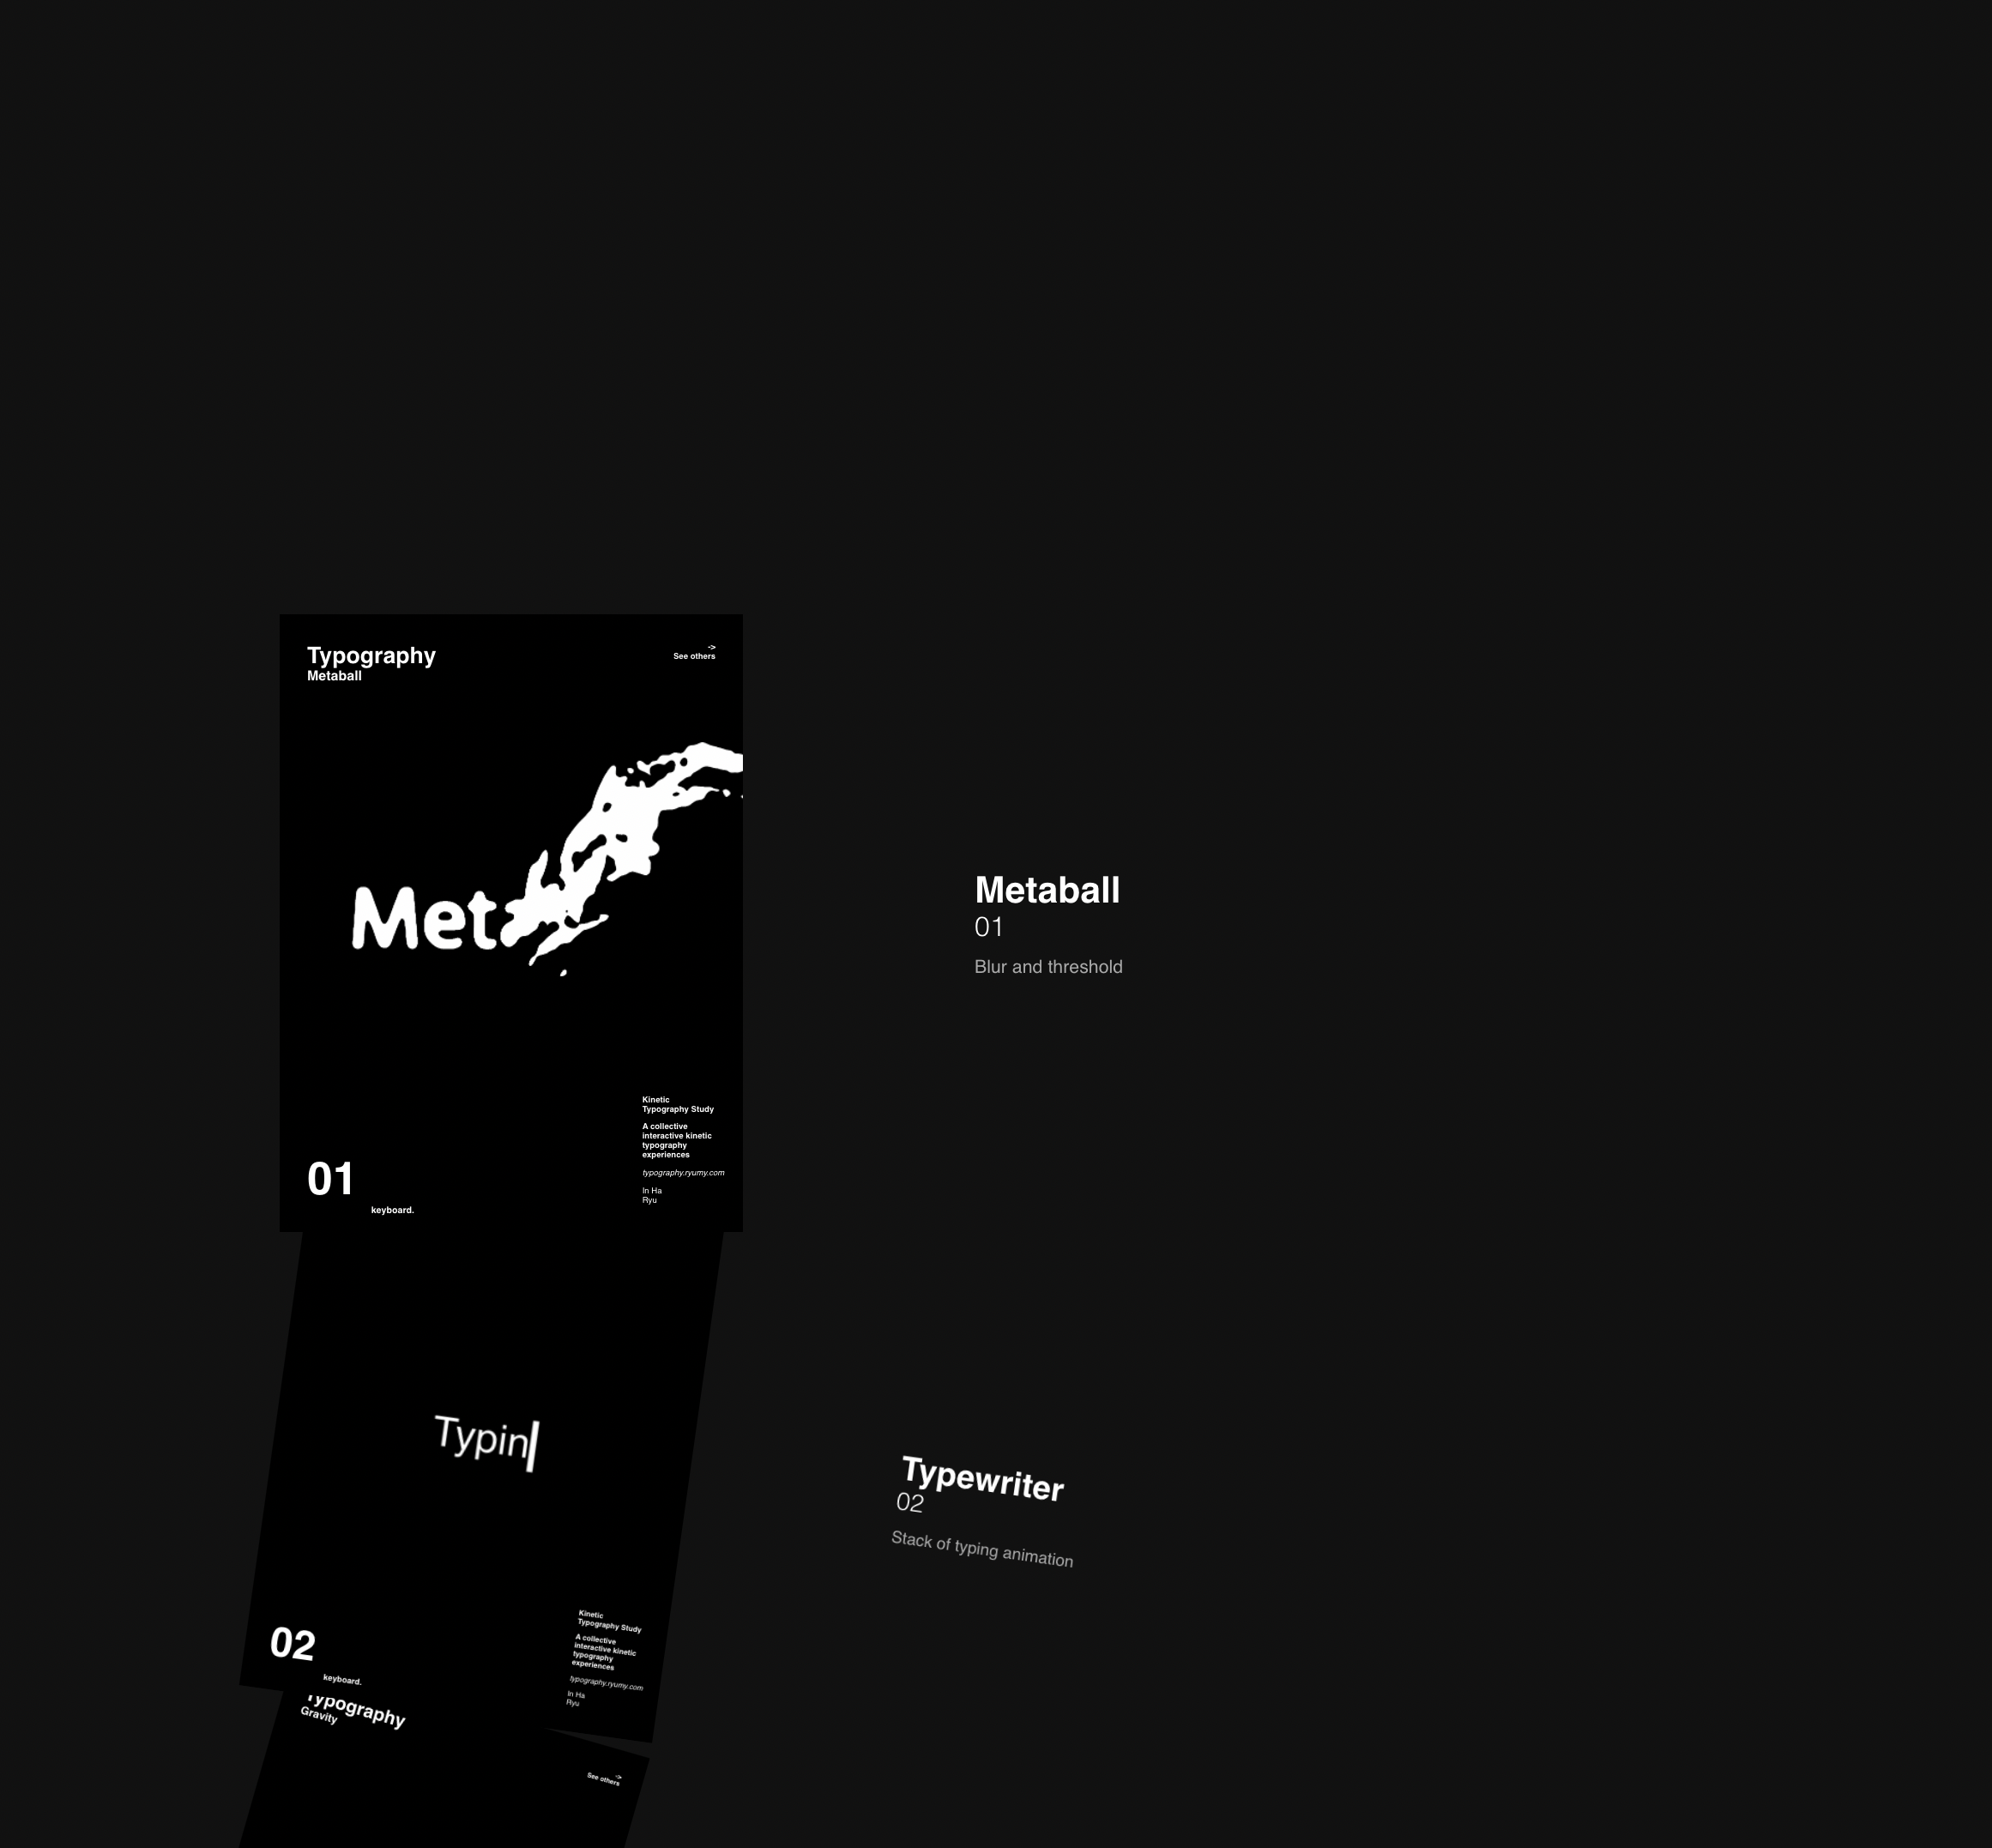 Typography
Metaball
->
See others
Met
Kinetic
Typography Study
A collective
interactive kinetic
typography
experiences
typography.ryumy.com
In Ha
Ryu
01
keyboard.
Metaball
01
Blur and threshold
Typin
Typewriter
02
Stack of typing animation
Kinetic
Typography Study
A collective
interactive kinetic
typography
experiences
typography.ryumy.com
In Ha
Ryu
02
keyboard.
Typography
Gravity
->
See others